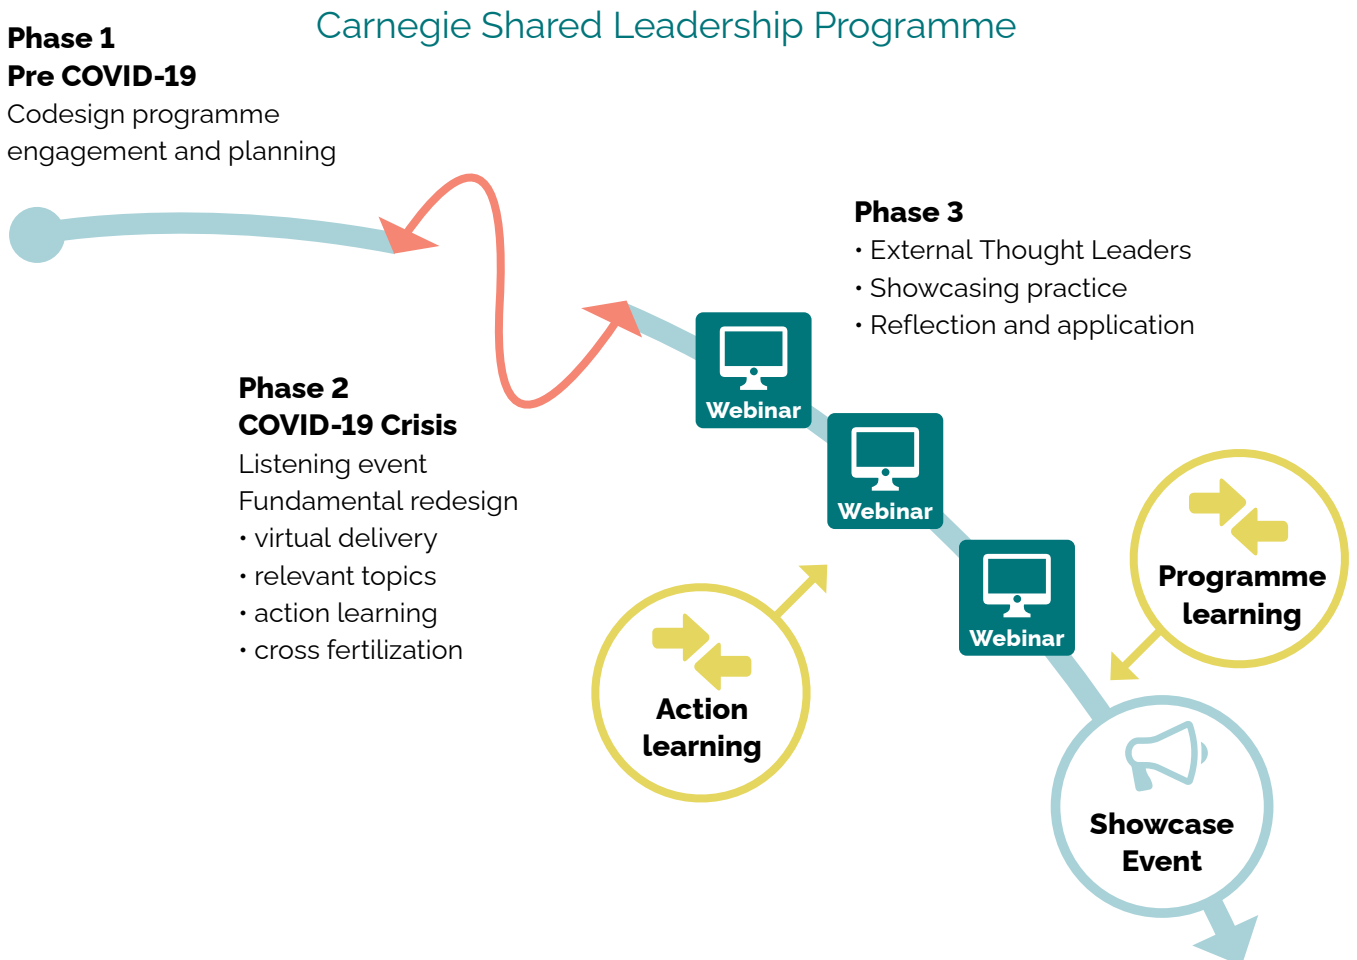 Carnegie Shared Leadership Programme
Phase 1
Pre COVID-19
Codesign programme
engagement and planning
Phase 2
COVID-19 Crisis
Listening event
Fundamental redesign
• virtual delivery
• relevant topics
• action learning
• cross fertilization
Phase 3
• External Thought Leaders
• Showcasing practice
• Reflection and application
Webinar
Webinar
Webinar
Action
learning
Programme
learning
Showcase
Event